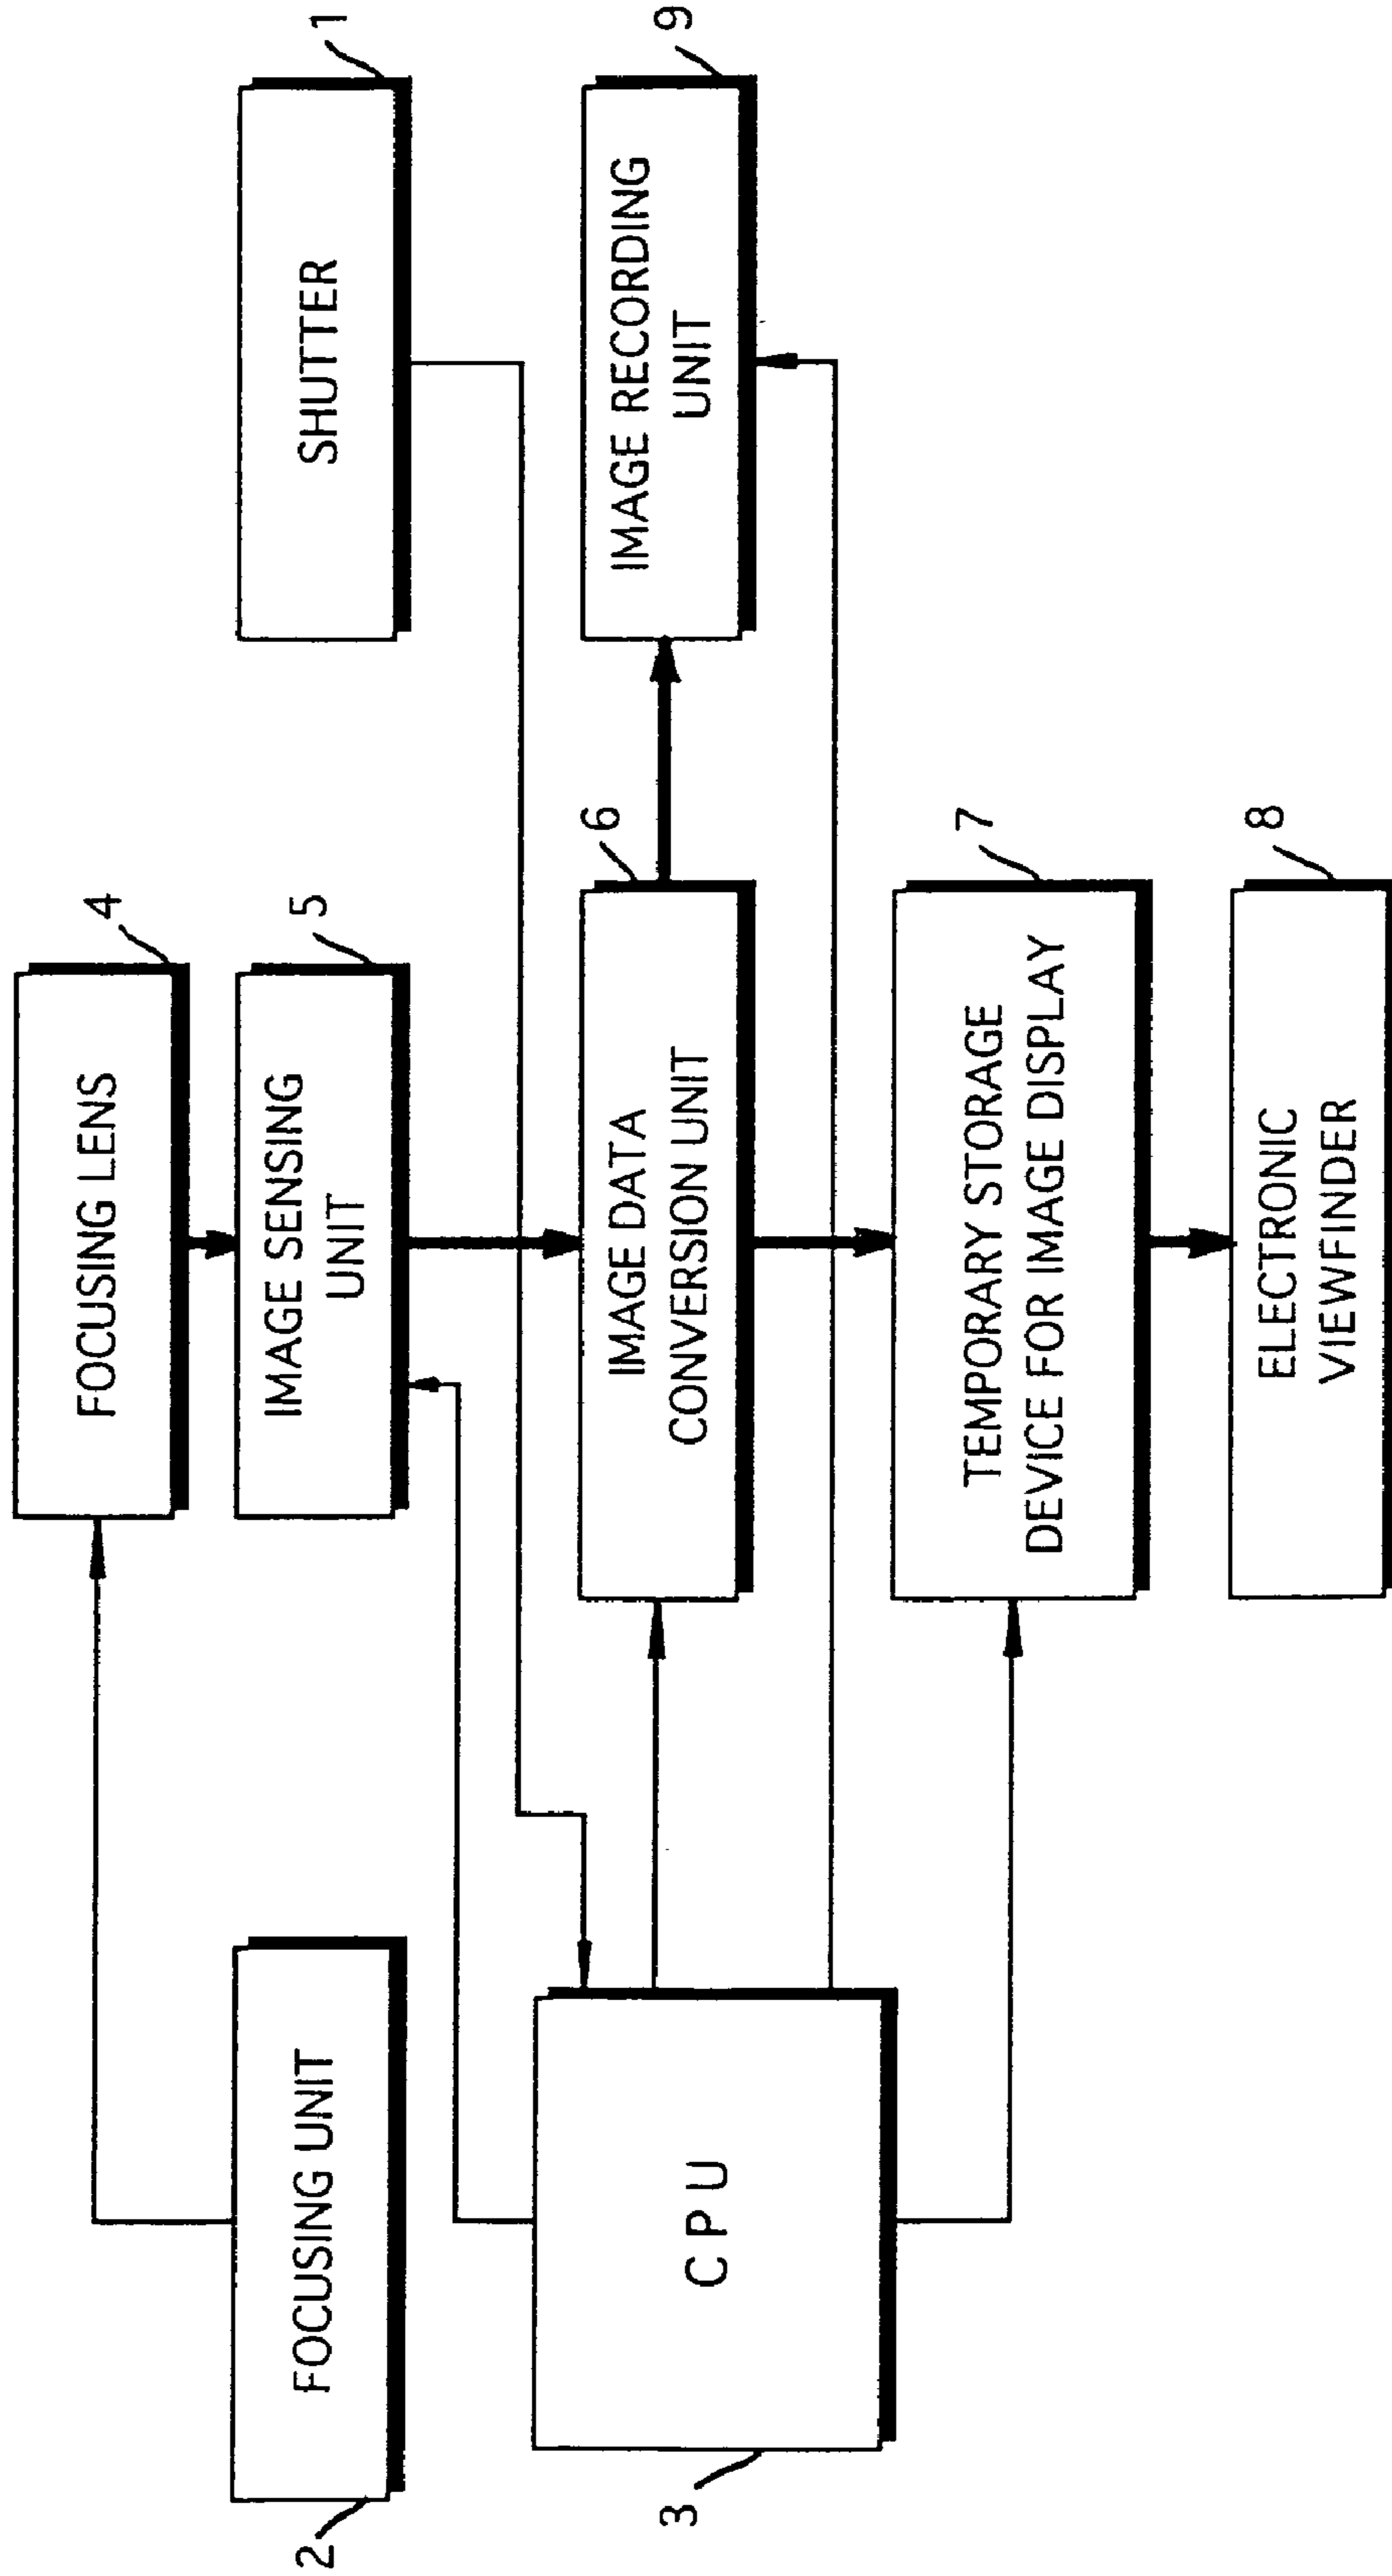 FOCUSING LENS
4
FOCUSING UNIT
2
IMAGE SENSING
UNIT
5
SHUTTER
1
CPU
3
IMAGE DATA
CONVERSION UNIT
6
IMAGE RECORDING
UNIT
9
TEMPORARY STORAGE
DEVICE FOR IMAGE DISPLAY
7
ELECTRONIC
VIEWFINDER
8